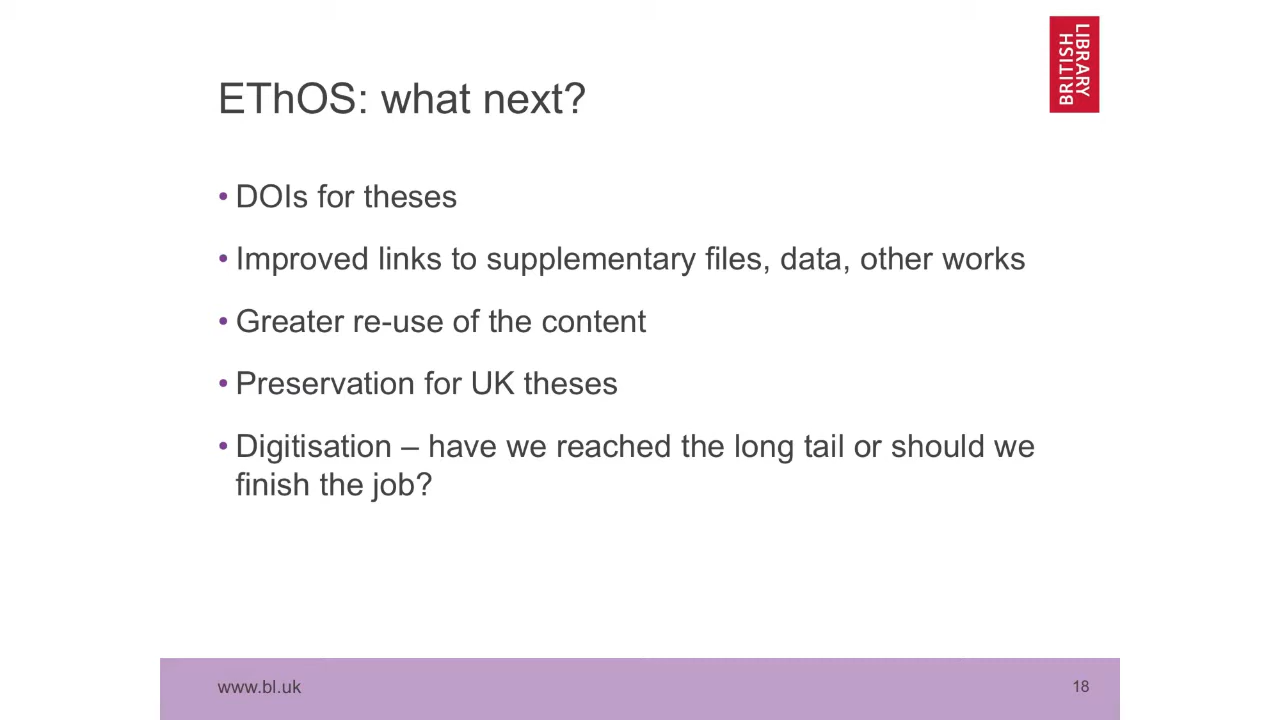 BRITISH
LIBRARY
EThOS: what next?
• DOIs for theses
• Improved links to supplementary files, data, other works
• Greater re-use of the content
• Preservation for UK theses
• Digitisation – have we reached the long tail or should we
finish the job?
www.bl.uk
18